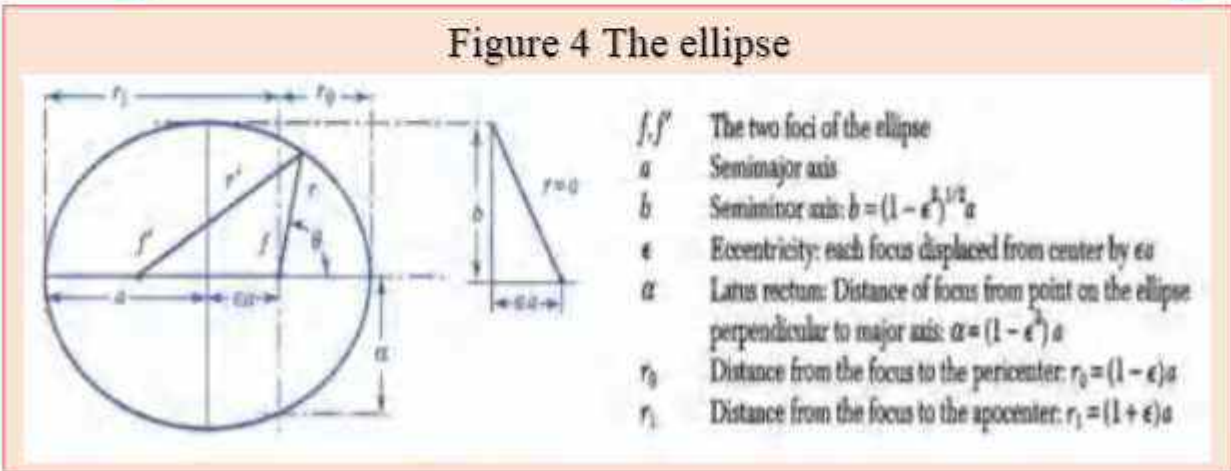 Figure 4 The ellipse
r₁
r₀
f,f′ The two foci of the ellipse
a Semimajor axis
b Semiminor axis: b = (1 − ϵ²)^1/2 a
ϵ Eccentricity: each focus displaced from center by ϵa
α Latus rectum: Distance of focus from point on the ellipse
perpendicular to major axis: α = (1 − ϵ²) a
r₀ Distance from the focus to the pericenter: r₀ = (1 − ϵ)a
r₁ Distance from the focus to the apocenter: r₁ = (1 + ϵ)a
r′
r
r=a
b
f′
f
θ
a
ϵa
ϵa
α